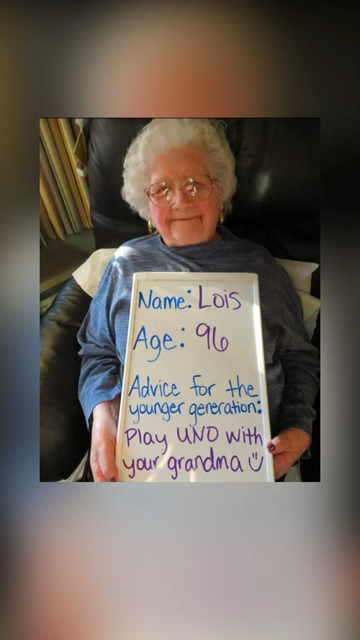 Name: Lois
Age: 96
Advice for the
younger generation:
Play UNO with
your grandma ☺